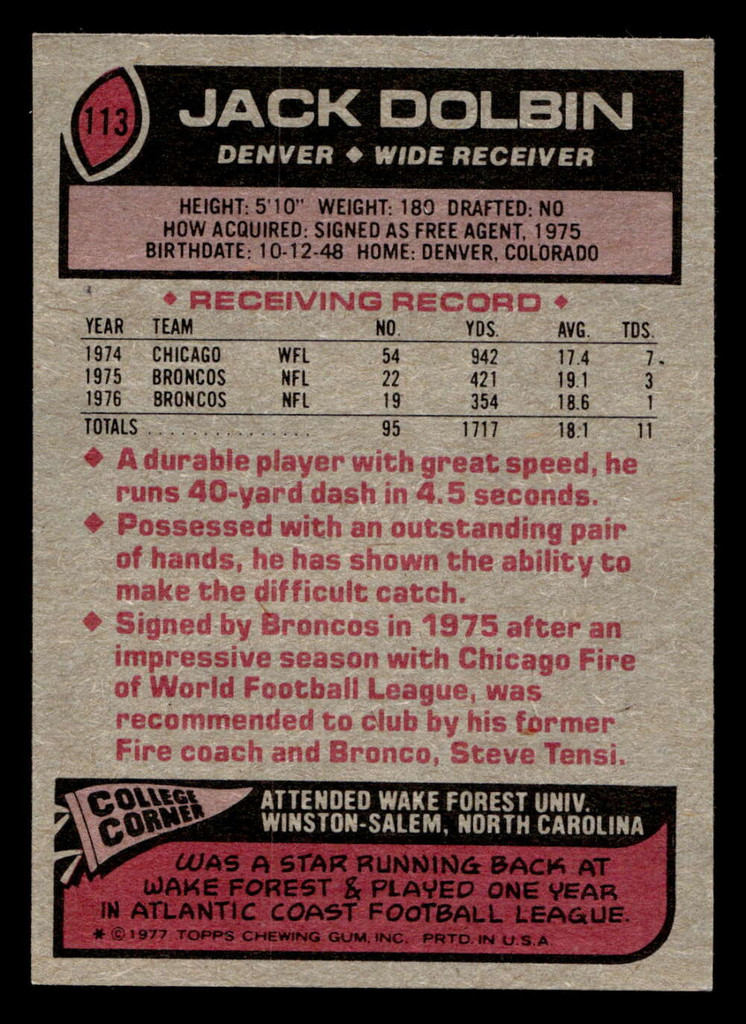 113
JACK DOLBIN
DENVER ◆ WIDE RECEIVER
HEIGHT: 5'10" WEIGHT: 180 DRAFTED: NO
HOW ACQUIRED: SIGNED AS FREE AGENT, 1975
BIRTHDATE: 10-12-48 HOME: DENVER, COLORADO
◆ RECEIVING RECORD ◆
YEAR TEAM NO. YDS. AVG. TDS.
1974 CHICAGO WFL 54 942 17.4 7
1975 BRONCOS NFL 22 421 19.1 3
1976 BRONCOS NFL 19 354 18.6 1
TOTALS . . . . . . . . . . . . . . . 95 1717 18.1 11
◆ A durable player with great speed, he
runs 40-yard dash in 4.5 seconds.
◆ Possessed with an outstanding pair
of hands, he has shown the ability to
make the difficult catch.
◆ Signed by Broncos in 1975 after an
impressive season with Chicago Fire
of World Football League, was
recommended to club by his former
Fire coach and Bronco, Steve Tensi.
COLLEGE
CORNER
ATTENDED WAKE FOREST UNIV.
WINSTON-SALEM, NORTH CAROLINA
WAS A STAR RUNNING BACK AT
WAKE FOREST & PLAYED ONE YEAR
IN ATLANTIC COAST FOOTBALL LEAGUE.
* © 1977 TOPPS CHEWING GUM, INC. PRTD. IN U.S.A.